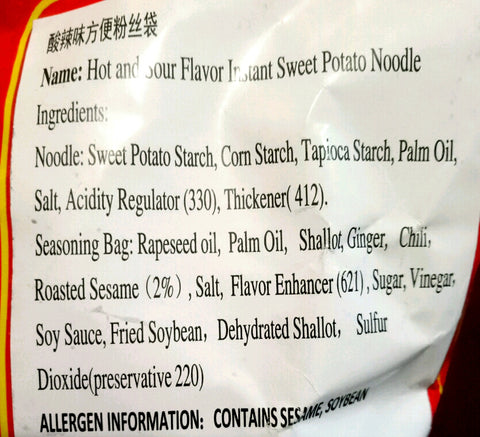 酸辣味方便粉丝袋
Name: Hot and Sour Flavor Instant Sweet Potato Noodle
Ingredients:
Noodle: Sweet Potato Starch, Corn Starch, Tapioca Starch, Palm Oil,
Salt, Acidity Regulator (330), Thickener( 412).
Seasoning Bag: Rapeseed oil, Palm Oil, Shallot, Ginger, Chili,
Roasted Sesame (2%) , Salt, Flavor Enhancer (621) , Sugar, Vinegar,
Soy Sauce, Fried Soybean, Dehydrated Shallot, Sulfur
Dioxide(preservative 220)
ALLERGEN INFORMATION: CONTAINS SESAME, SOYBEAN